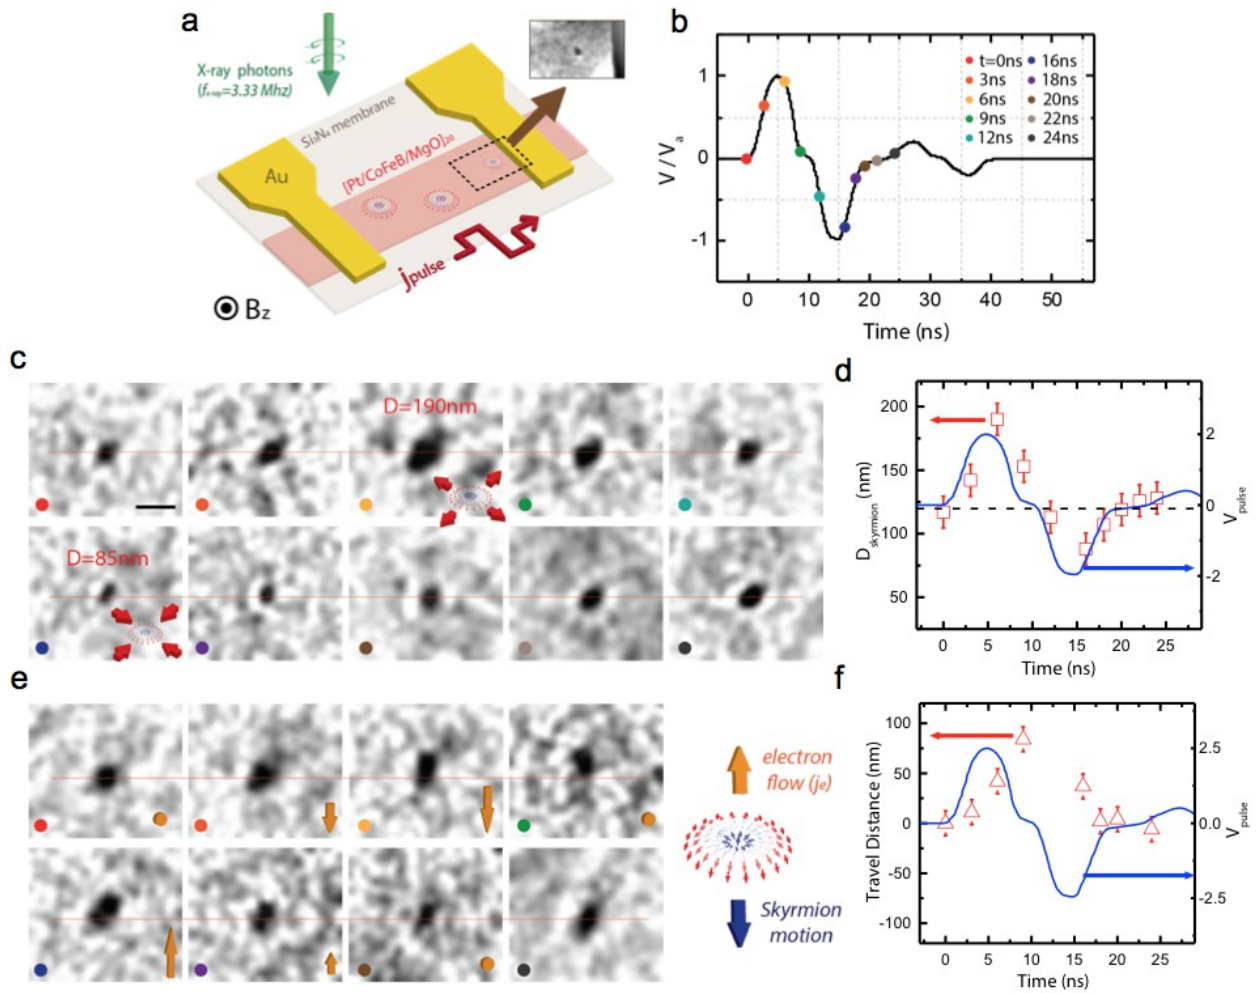 a
X-ray photons
(fx-ray=3.33 Mhz)
Si₃N₄ membrane
[Pt/CoFeB/MgO]₂₀
Au
jpulse
Bz
b
t=0ns
3ns
6ns
9ns
12ns
16ns
18ns
20ns
22ns
24ns
1
0
-1
V / Va
0 10 20 30 40 50
Time (ns)
c
D=190nm
D=85nm
d
200
150
100
50
Dskyrmion (nm)
2
0
-2
Vpulse
0 5 10 15 20 25
Time (ns)
e
electron
flow (je)
Skyrmion
motion
f
100
50
0
-50
-100
Travel Distance (nm)
2.5
0.0
-2.5
Vpulse
0 5 10 15 20 25
Time (ns)